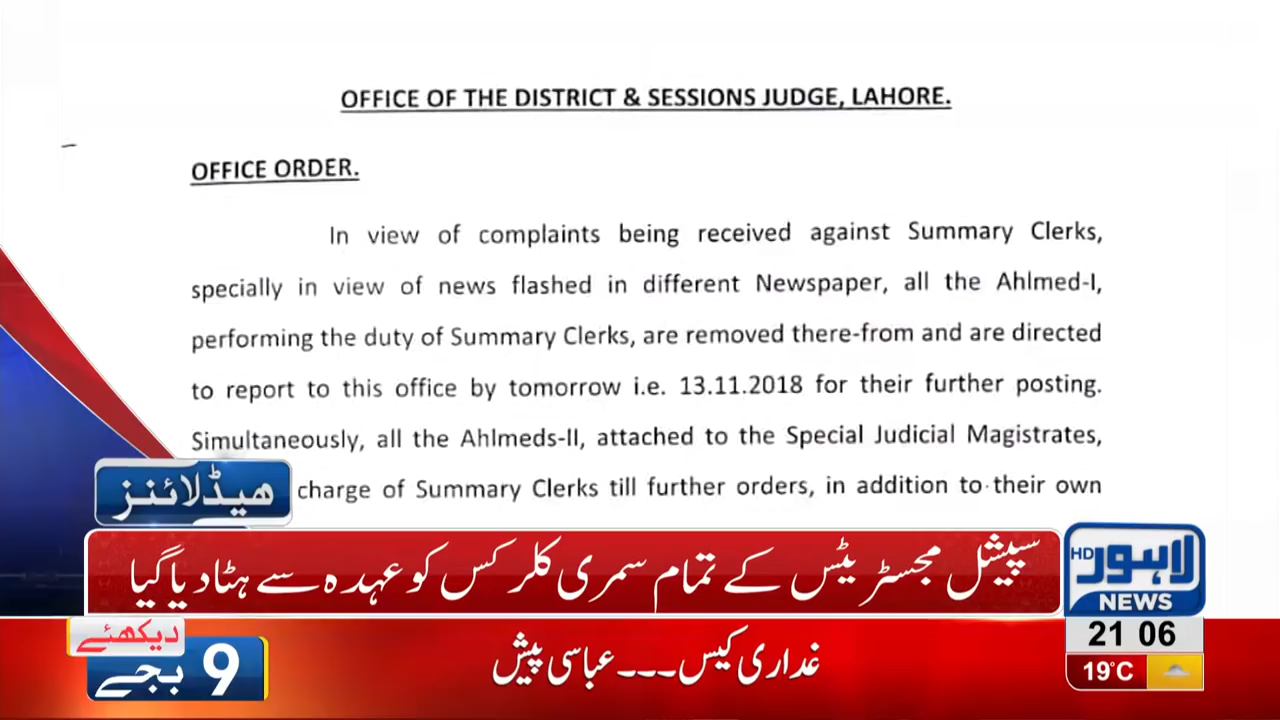 OFFICE OF THE DISTRICT & SESSIONS JUDGE, LAHORE.
OFFICE ORDER.
In view of complaints being received against Summary Clerks,
specially in view of news flashed in different Newspaper, all the Ahlmed-I,
performing the duty of Summary Clerks, are removed there-from and are directed
to report to this office by tomorrow i.e. 13.11.2018 for their further posting.
Simultaneously, all the Ahlmeds-II, attached to the Special Judicial Magistrates,
charge of Summary Clerks till further orders, in addition to their own
ہیڈلائنز
سپیشل مجسٹریٹس کے تمام سمری کلرکس کو عہدہ سے ہٹا دیا گیا
لاہور HD
NEWS
21 06
19°C
دیکھئے
9 بجے
غداری کیس۔۔۔عباسی پیش